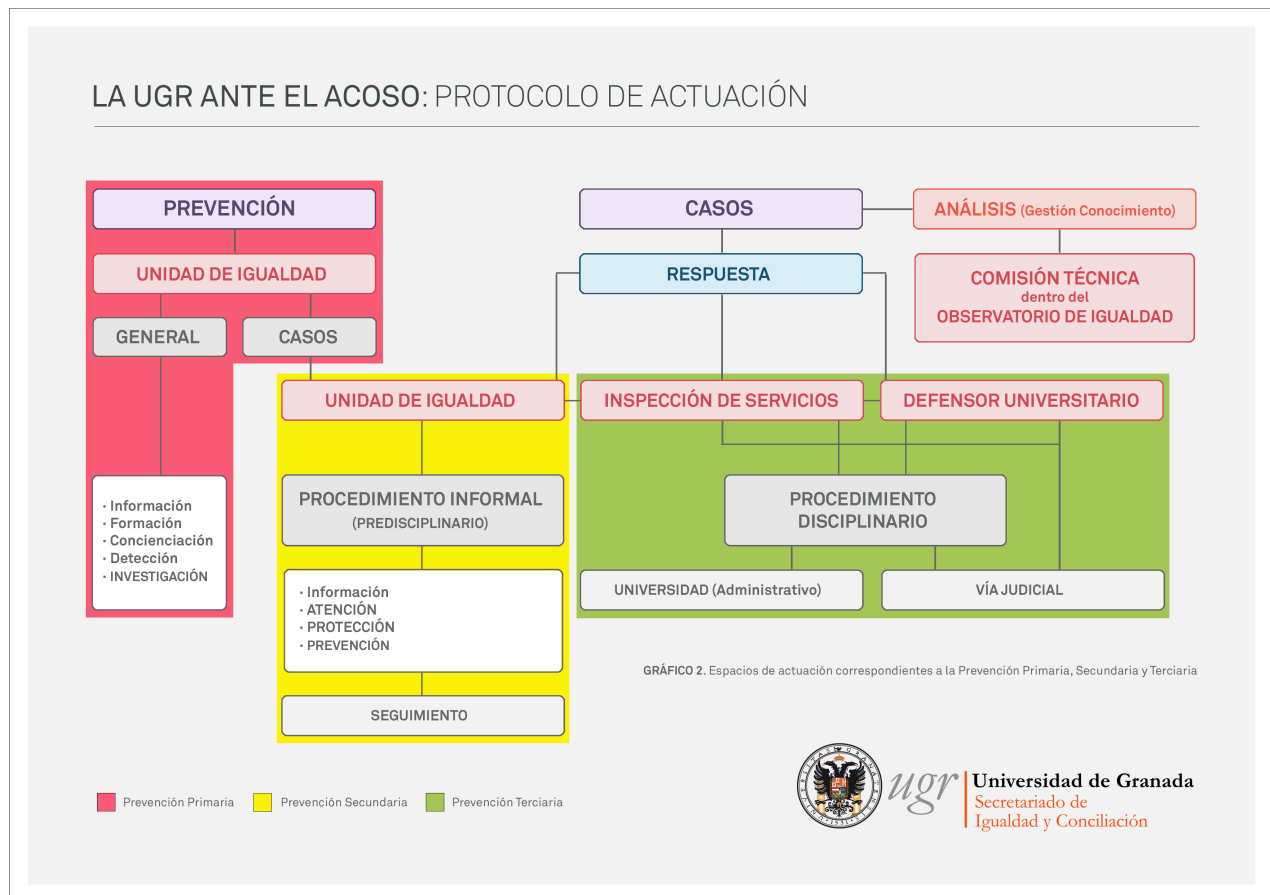 LA UGR ANTE EL ACOSO: PROTOCOLO DE ACTUACIÓN
PREVENCIÓN
UNIDAD DE IGUALDAD
GENERAL
CASOS
· Información
· Formación
· Concienciación
· Detección
· INVESTIGACIÓN
CASOS
ANÁLISIS (Gestión Conocimiento)
RESPUESTA
COMISIÓN TÉCNICA
dentro del
OBSERVATORIO DE IGUALDAD
UNIDAD DE IGUALDAD
INSPECCIÓN DE SERVICIOS
DEFENSOR UNIVERSITARIO
PROCEDIMIENTO INFORMAL
(PREDISCIPLINARIO)
· Información
· ATENCIÓN
· PROTECCIÓN
· PREVENCIÓN
SEGUIMIENTO
PROCEDIMIENTO
DISCIPLINARIO
UNIVERSIDAD (Administrativo)
VÍA JUDICIAL
GRÁFICO 2. Espacios de actuación correspondientes a la Prevención Primaria, Secundaria y Terciaria
Prevención Primaria
Prevención Secundaria
Prevención Terciaria
ugr
Universidad de Granada
Secretariado de
Igualdad y Conciliación